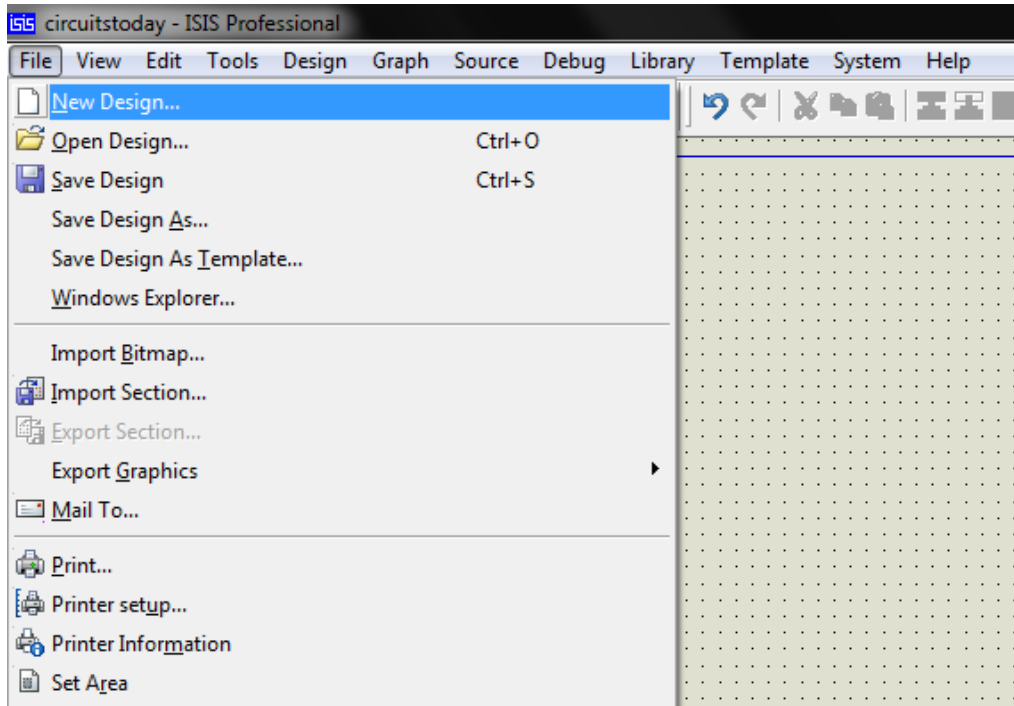 isis circuitstoday - ISIS Professional
File View Edit Tools Design Graph Source Debug Library Template System Help
New Design...
Open Design... Ctrl+O
Save Design Ctrl+S
Save Design As...
Save Design As Template...
Windows Explorer...
Import Bitmap...
Import Section...
Export Section...
Export Graphics
Mail To...
Print...
Printer setup...
Printer Information
Set Area